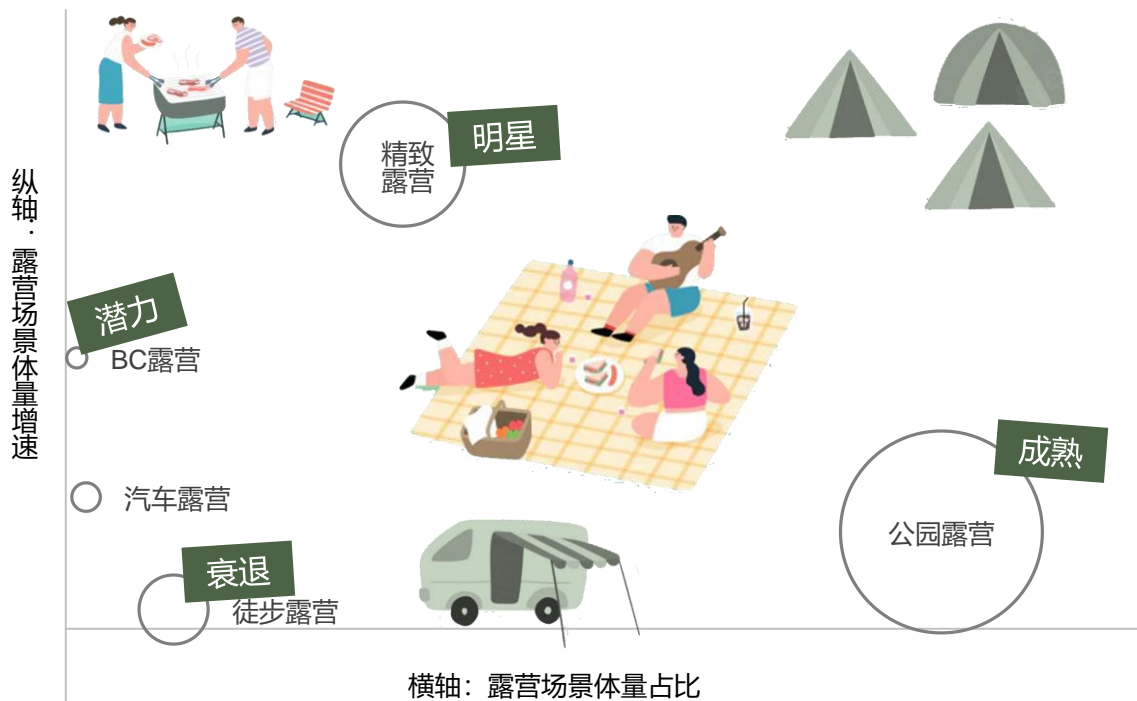 精致
露营
明星
纵轴：露营场景体量增速
潜力
BC露营
成熟
公园露营
汽车露营
衰退
徒步露营
横轴：露营场景体量占比